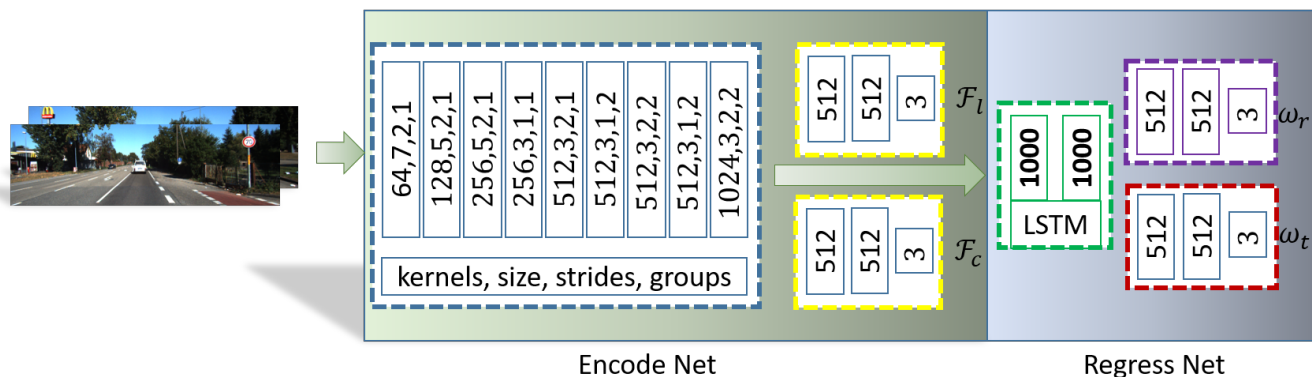 64,7,2,1
128,5,2,1
256,5,2,1
256,3,1,1
512,3,2,1
512,3,1,2
512,3,2,2
512,3,1,2
1024,3,2,2
kernels, size, strides, groups
512
512
3
ℱ𝑙
512
512
3
ℱ𝑐
1000
1000
LSTM
512
512
3
𝜔𝑟
512
512
3
𝜔𝑡
Encode Net
Regress Net